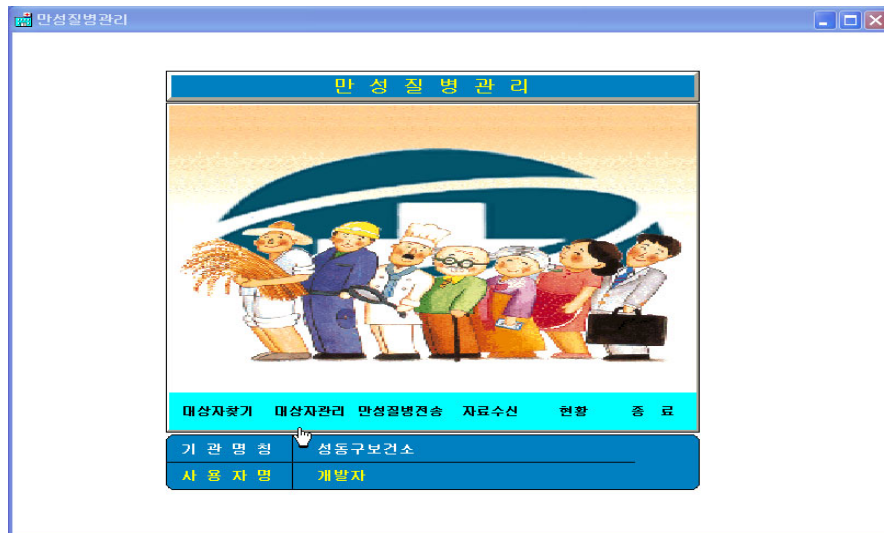 만성질병관리
만 성 질 병 관 리
대상자찾기 대상자관리 만성질병전송 자료수신 현황 종 료
기 관 명 칭 성동구보건소
사 용 자 명 개발자